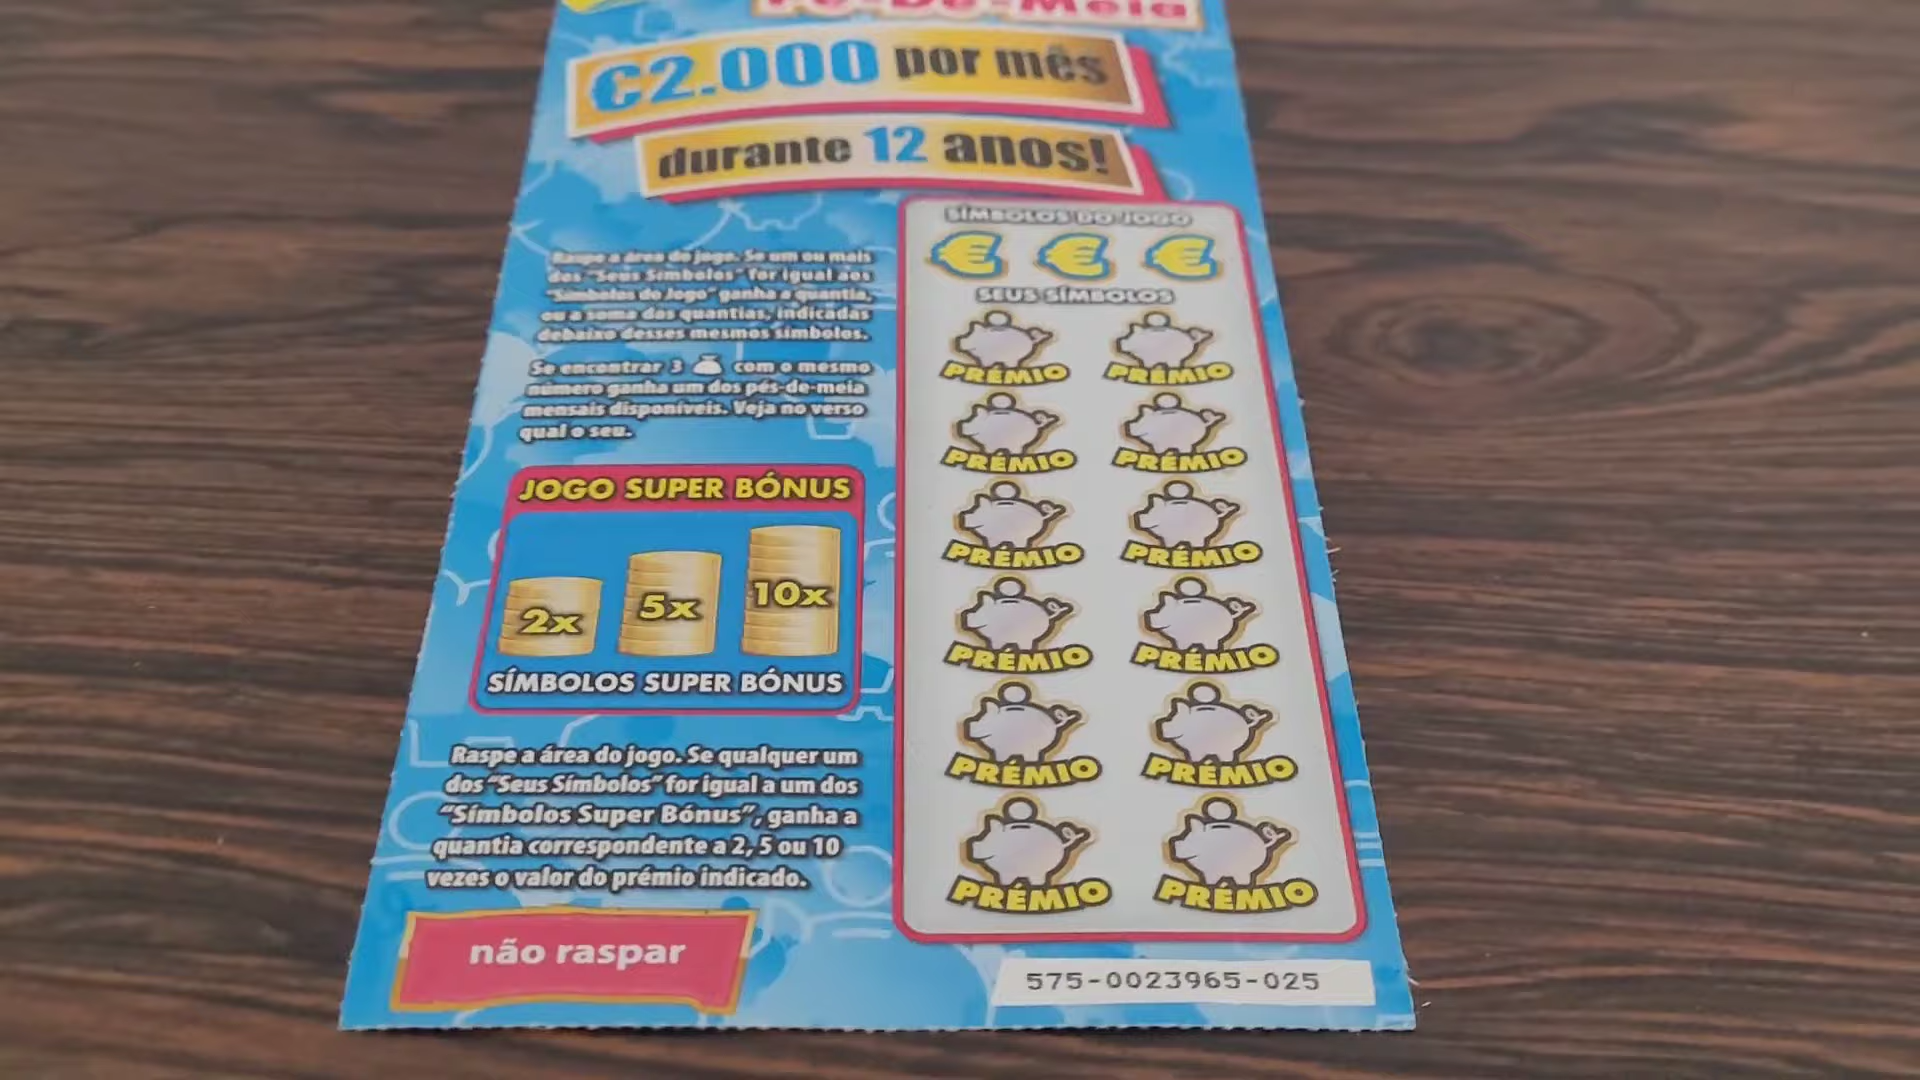 Pé-De-Meia
€2.000 por mês
durante 12 anos!
Raspe a área do jogo. Se um ou mais
dos "Seus Símbolos" for igual aos
"Símbolos do Jogo" ganha a quantia,
ou a soma das quantias, indicadas
debaixo desses mesmos símbolos.
Se encontrar 3 com o mesmo
número ganha um dos pés-de-meia
mensais disponíveis. Veja no verso
qual o seu.
JOGO SUPER BÓNUS
2x 5x 10x
SÍMBOLOS SUPER BÓNUS
Raspe a área do jogo. Se qualquer um
dos "Seus Símbolos" for igual a um dos
"Símbolos Super Bónus", ganha a
quantia correspondente a 2, 5 ou 10
vezes o valor do prémio indicado.
não raspar
SÍMBOLOS DO JOGO
€ € €
SEUS SÍMBOLOS
PRÉMIO PRÉMIO
PRÉMIO PRÉMIO
PRÉMIO PRÉMIO
PRÉMIO PRÉMIO
PRÉMIO PRÉMIO
PRÉMIO PRÉMIO
575-0023965-025